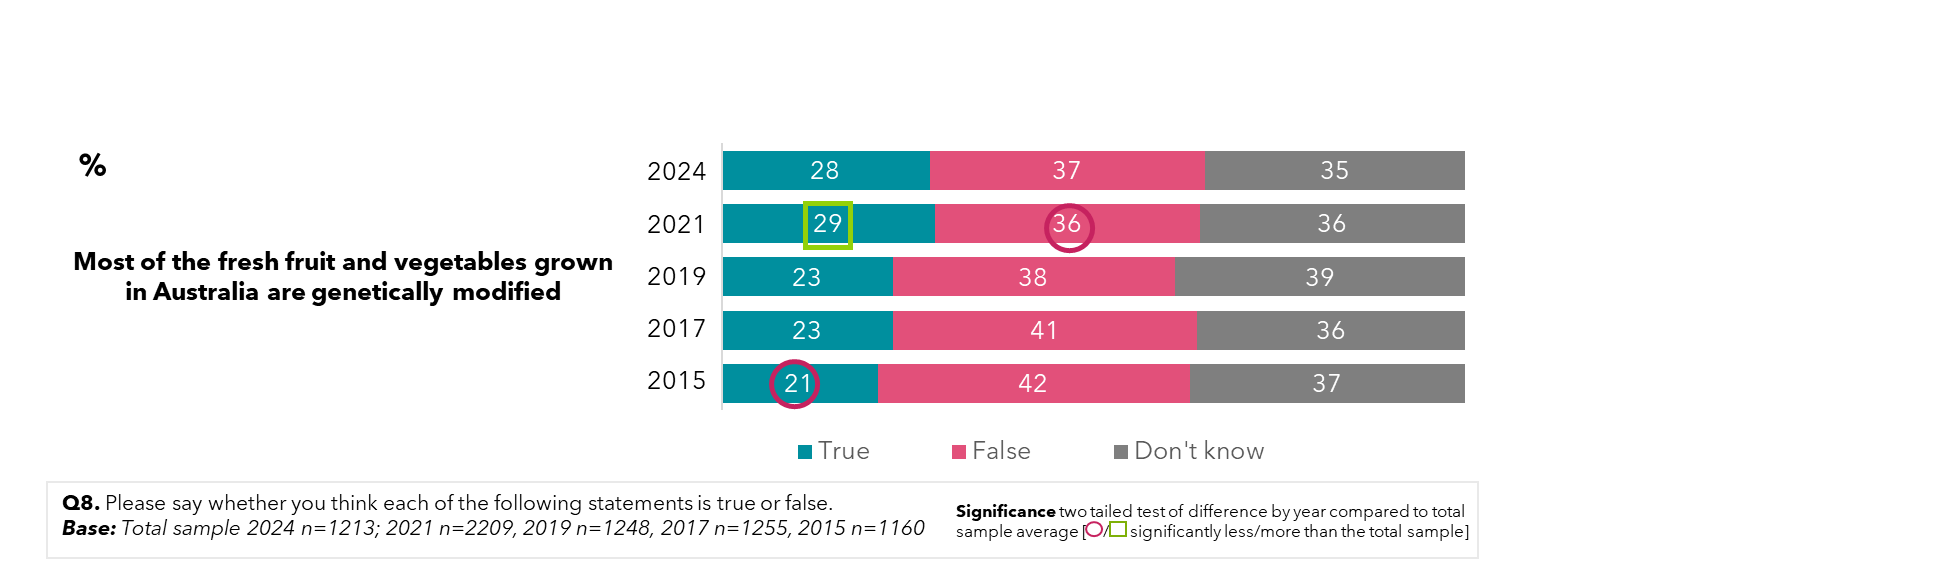 %
Most of the fresh fruit and vegetables grown
in Australia are genetically modified
2024 28 37 35
2021 29 36 36
2019 23 38 39
2017 23 41 36
2015 21 42 37
True False Don't know
Q8. Please say whether you think each of the following statements is true or false.
Base: Total sample 2024 n=1213; 2021 n=2209, 2019 n=1248, 2017 n=1255, 2015 n=1160
Significance two tailed test of difference by year compared to total
sample average [ / significantly less/more than the total sample]